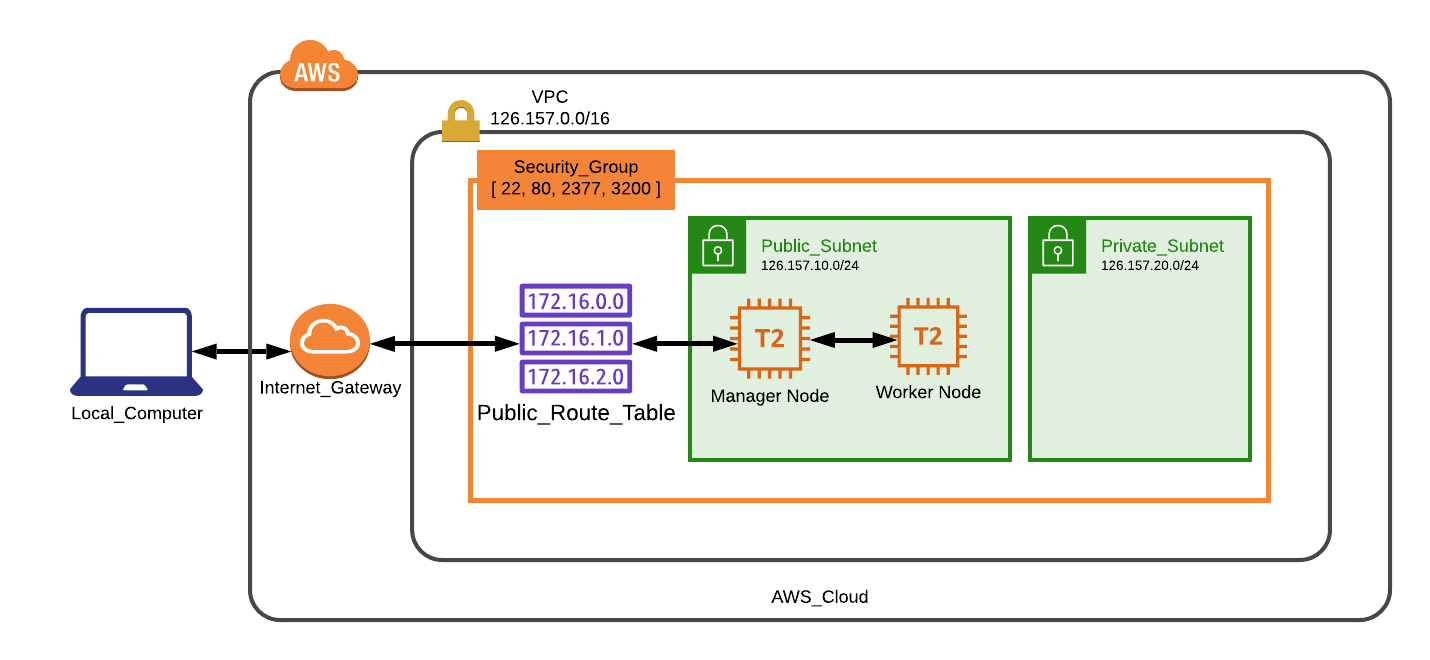 AWS
VPC
126.157.0.0/16
Security_Group
[ 22, 80, 2377, 3200 ]
Public_Subnet
126.157.10.0/24
Private_Subnet
126.157.20.0/24
172.16.0.0
172.16.1.0
172.16.2.0
T2
T2
Internet_Gateway
Manager Node
Worker Node
Local_Computer
Public_Route_Table
AWS_Cloud